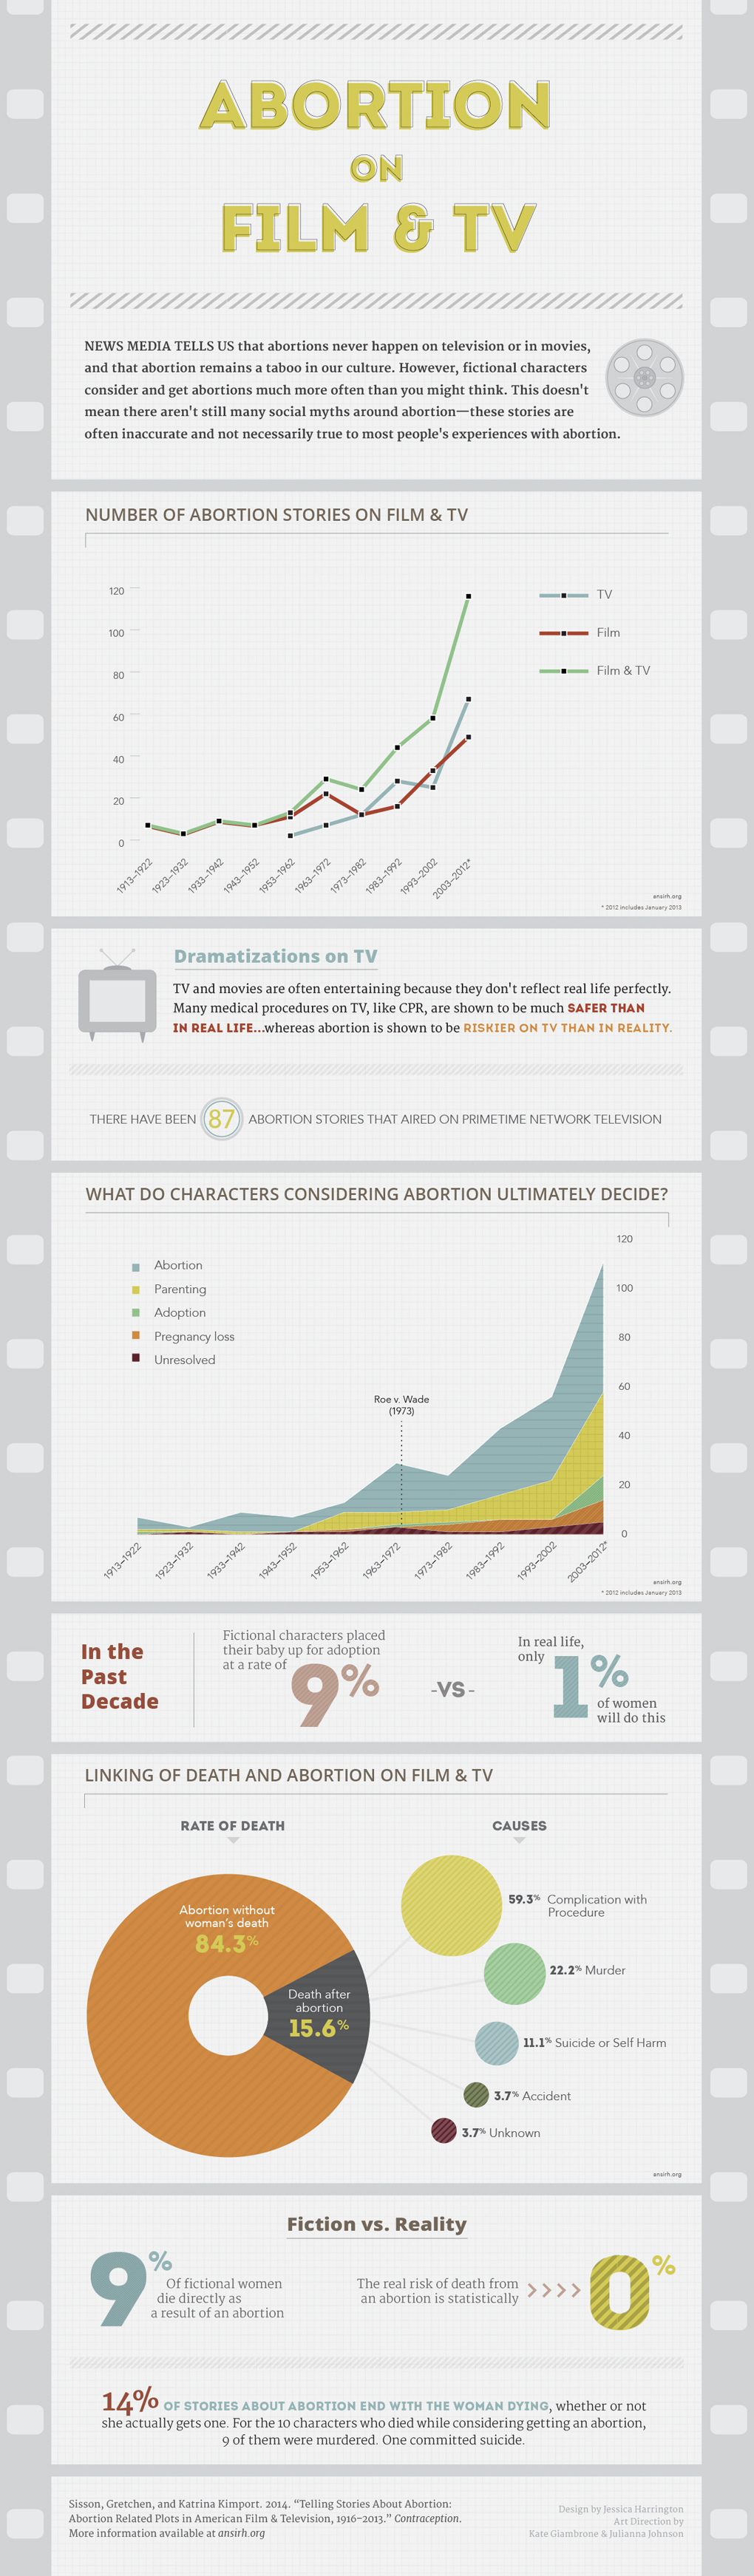 ABORTION
ON
FILM & TV
NEWS MEDIA TELLS US that abortions never happen on television or in movies,
and that abortion remains a taboo in our culture. However, fictional characters
consider and get abortions much more often than you might think. This doesn't
mean there aren't still many social myths around abortion—these stories are
often inaccurate and not necessarily true to most people's experiences with abortion.
NUMBER OF ABORTION STORIES ON FILM & TV
120
100
80
60
40
20
0
TV
Film
Film & TV
1913–1922
1923–1932
1933–1942
1943–1952
1953–1962
1963–1972
1973–1982
1983–1992
1993–2002
2003–2012*
ansirh.org
* 2012 includes January 2013
Dramatizations on TV
TV and movies are often entertaining because they don't reflect real life perfectly.
Many medical procedures on TV, like CPR, are shown to be much SAFER THAN
IN REAL LIFE...whereas abortion is shown to be RISKIER ON TV THAN IN REALITY.
THERE HAVE BEEN 87 ABORTION STORIES THAT AIRED ON PRIMETIME NETWORK TELEVISION
WHAT DO CHARACTERS CONSIDERING ABORTION ULTIMATELY DECIDE?
Abortion
Parenting
Adoption
Pregnancy loss
Unresolved
Roe v. Wade
(1973)
120
100
80
60
40
20
0
1913–1922
1923–1932
1933–1942
1943–1952
1953–1962
1963–1972
1973–1982
1983–1992
1993–2002
2003–2012*
ansirh.org
* 2012 includes January 2013
In the
Past
Decade
Fictional characters placed
their baby up for adoption
at a rate of 9%
-VS-
In real life,
only 1%
of women
will do this
LINKING OF DEATH AND ABORTION ON FILM & TV
RATE OF DEATH
Abortion without
woman's death
84.3%
Death after
abortion
15.6%
CAUSES
59.3% Complication with
Procedure
22.2% Murder
11.1% Suicide or Self Harm
3.7% Accident
3.7% Unknown
ansirh.org
Fiction vs. Reality
9% Of fictional women
die directly as
a result of an abortion
The real risk of death from
an abortion is statistically
0%
14% OF STORIES ABOUT ABORTION END WITH THE WOMAN DYING, whether or not
she actually gets one. For the 10 characters who died while considering getting an abortion,
9 of them were murdered. One committed suicide.
Sisson, Gretchen, and Katrina Kimport. 2014. “Telling Stories About Abortion:
Abortion Related Plots in American Film & Television, 1916–2013.” Contraception.
More information available at ansirh.org
Design by Jessica Harrington
Art Direction by
Kate Giambrone & Julianna Johnson